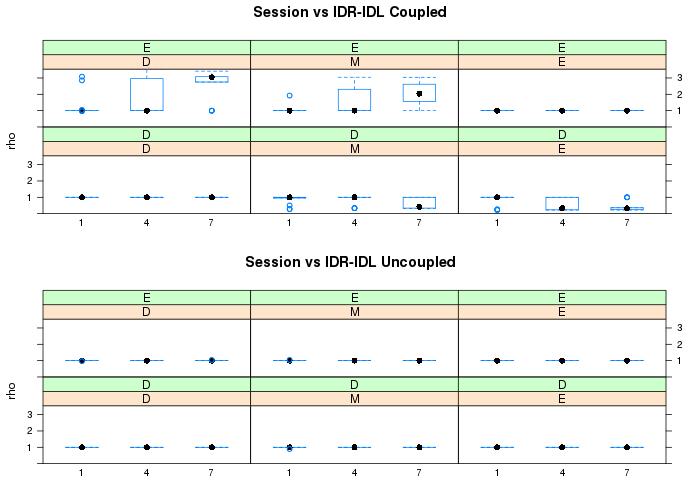 Session vs IDR-IDL Coupled
E E E
D M E
3
2
1
D D D
D M E
rho
3
2
1
1 4 7 1 4 7 1 4 7
Session vs IDR-IDL Uncoupled
E E E
D M E
3
2
1
D D D
D M E
rho
3
2
1
1 4 7 1 4 7 1 4 7